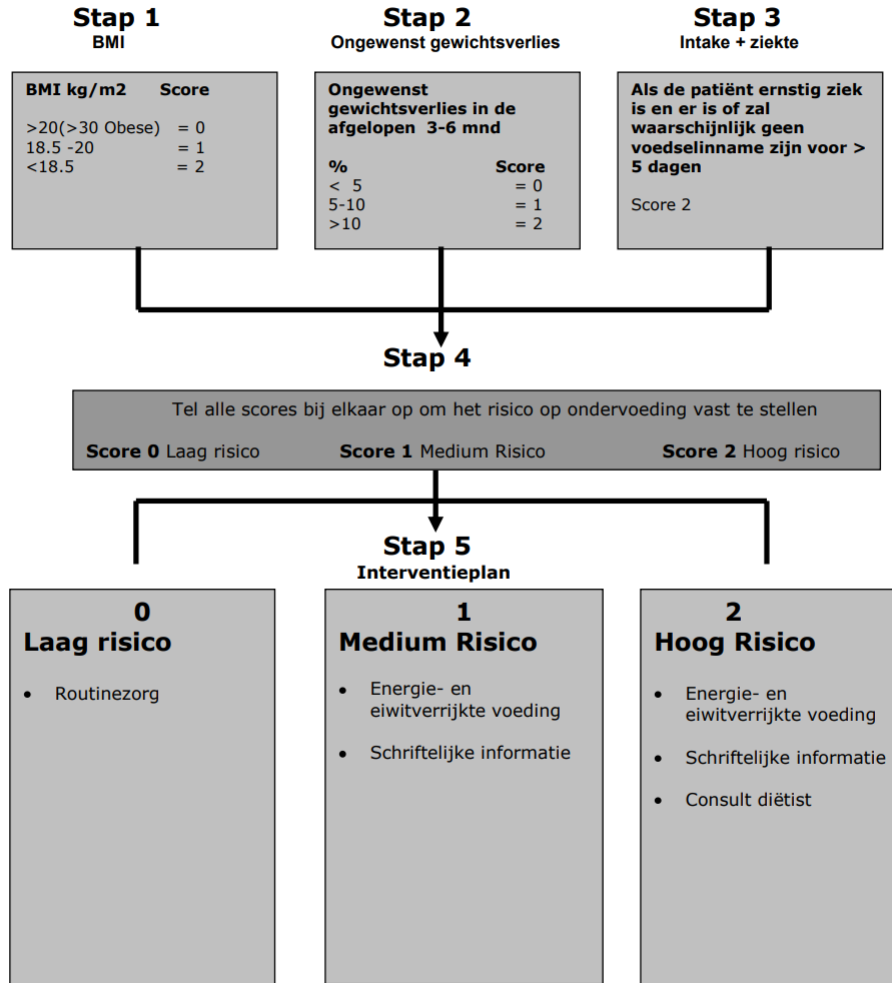 Stap 1
BMI
Stap 2
Ongewenst gewichtsverlies
Stap 3
Intake + ziekte
BMI kg/m2 Score
>20(>30 Obese) = 0
18.5 -20 = 1
<18.5 = 2
Ongewenst
gewichtsverlies in de
afgelopen 3-6 mnd
% Score
< 5 = 0
5-10 = 1
>10 = 2
Als de patiënt ernstig ziek
is en er is of zal
waarschijnlijk geen
voedselinname zijn voor >
5 dagen
Score 2
Stap 4
Tel alle scores bij elkaar op om het risico op ondervoeding vast te stellen
Score 0 Laag risico Score 1 Medium Risico Score 2 Hoog risico
Stap 5
Interventieplan
0
Laag risico
• Routinezorg
1
Medium Risico
• Energie- en
eiwitverrijkte voeding
• Schriftelijke informatie
2
Hoog Risico
• Energie- en
eiwitverrijkte voeding
• Schriftelijke informatie
• Consult diëtist